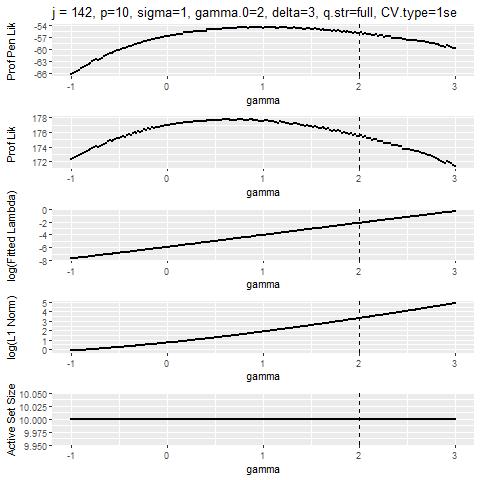 j = 142, p=10, sigma=1, gamma.0=2, delta=3, q.str=full, CV.type=1se
Prof Pen Lik
-54
-57
-60
-63
-66
-1 0 1 2 3
gamma
Prof Lik
178
176
174
172
-1 0 1 2 3
gamma
log(Fitted Lambda)
0
-2
-4
-6
-8
-1 0 1 2 3
gamma
log(L1 Norm)
5
4
3
2
1
0
-1 0 1 2 3
gamma
Active Set Size
10.050
10.025
10.000
9.975
9.950
-1 0 1 2 3
gamma